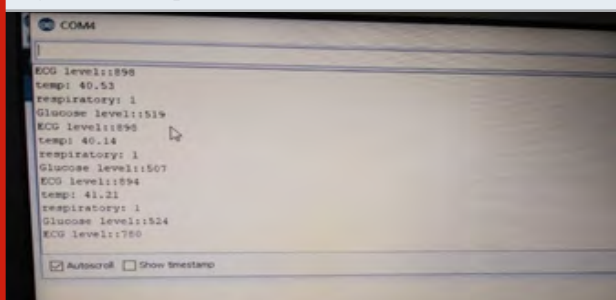 COM4
ECG level::898
temp: 40.53
respiratory: 1
Glucose level::519
ECG level::898
temp: 40.14
respiratory: 1
Glucose level::507
ECG level::894
temp: 41.21
respiratory: 1
Glucose level::524
ECG level::780
Autoscroll Show timestamp